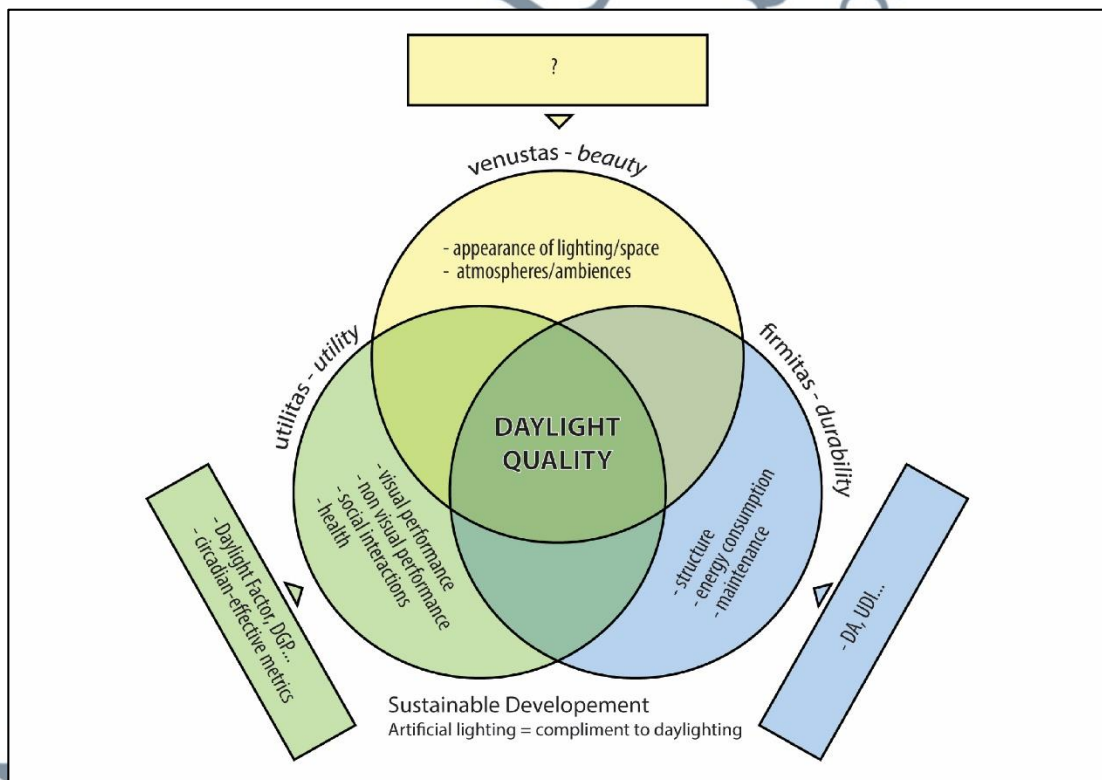 ?
venustas - beauty
- appearance of lighting/space
- atmospheres/ambiences
utilitas - utility
firmitas - durability
DAYLIGHT
QUALITY
- visual performance
- non visual performance
- social interactions
- health
- structure
- energy consumption
- maintenance
- Daylight Factor, DGP...
- circadian-effective metrics
- DA, UDI...
Sustainable Developement
Artificial lighting = compliment to daylighting